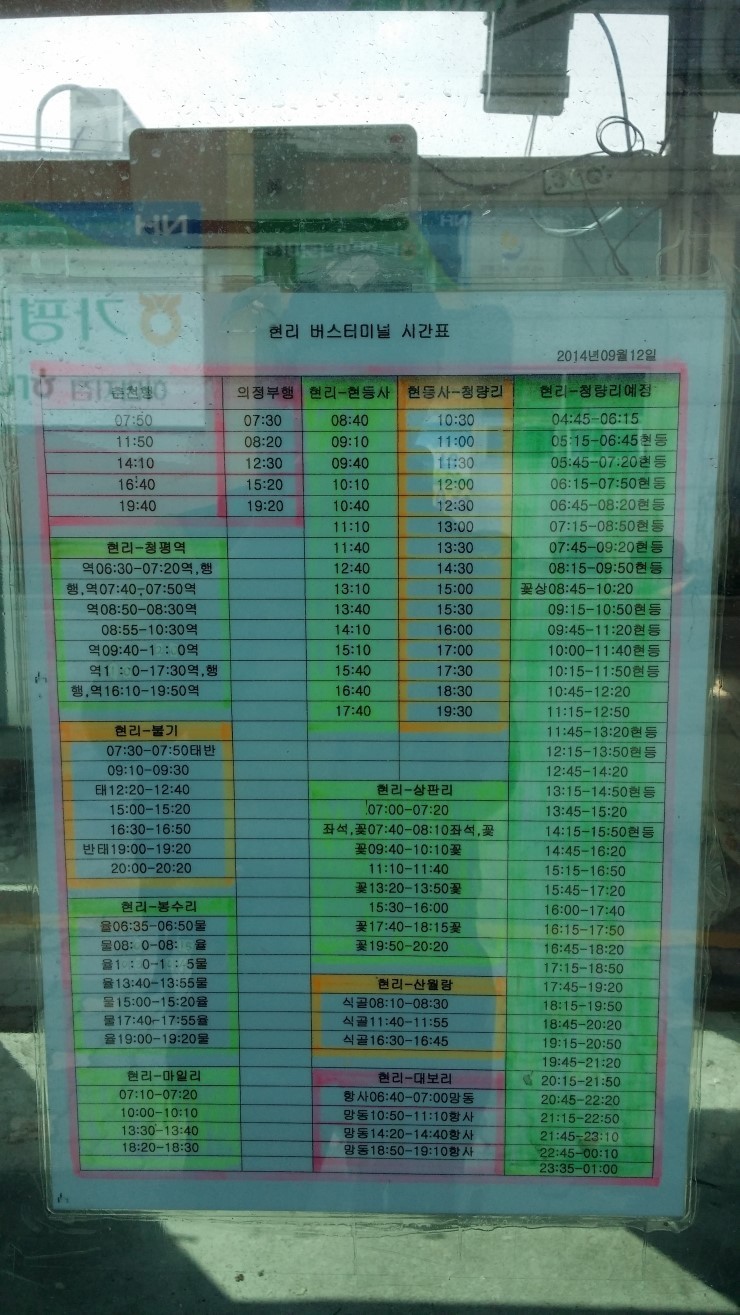 NH
가평
현리 버스터미널 시간표
2014년09월12일
의정부행
07:30
08:20
12:30
15:20
19:20
07:50
11:50
14:10
16:40
19:40
현리-현등사
08:40
09:10
09:40
10:10
10:40
11:10
11:40
12:40
13:10
13:40
14:10
15:10
15:40
16:40
17:40
현등사-청량리
10:30
11:00
11:30
12:00
12:30
13:00
13:30
14:30
15:00
15:30
16:00
17:00
17:30
18:30
19:30
현리-청량리예정
04:45-06:15
05:15-06:45현등
05:45-07:20현등
06:15-07:50현등
06:45-08:20현등
07:15-08:50현등
07:45-09:20현등
08:15-09:50현등
꽃상08:45-10:20
09:15-10:50현등
09:45-11:20현등
10:00-11:40현등
10:15-11:50현등
10:45-12:20
11:15-12:50
11:45-13:20현등
12:15-13:50현등
12:45-14:20
13:15-14:50현등
13:45-15:20
14:15-15:50현등
14:45-16:20
15:15-16:50
15:45-17:20
16:00-17:40
16:15-17:50
16:45-18:20
17:15-18:50
17:45-19:20
18:15-19:50
18:45-20:20
19:15-20:50
19:45-21:20
20:15-21:50
20:45-22:20
21:15-22:50
21:45-23:10
22:45-00:10
23:35-01:00
현리-청평역
역06:30-07:20역,행
행,역07:40-07:50역
역08:50-08:30역
08:55-10:30역
역09:40-
-17:30역,행
행,역16:10-19:50역
현리-불기
07:30-07:50태반
09:10-09:30
태12:20-12:40
15:00-15:20
16:30-16:50
반태19:00-19:20
20:00-20:20
현리-봉수리
율06:35-06:50물
율13:40-13:55물
물15:00-15:20율
물17:40-17:55율
율19:00-19:20물
현리-마일리
07:10-07:20
10:00-10:10
13:30-13:40
18:20-18:30
현리-상판리
07:00-07:20
좌석,꽃07:40-08:10좌석,꽃
꽃09:40-10:10꽃
11:10-11:40
꽃13:20-13:50꽃
15:30-16:00
꽃17:40-18:15꽃
꽃19:50-20:20
현리-산월랑
식골08:10-08:30
식골11:40-11:55
식골16:30-16:45
현리-대보리
항사06:40-07:00망동
망동10:50-11:10항사
망동14:20-14:40항사
망동18:50-19:10항사